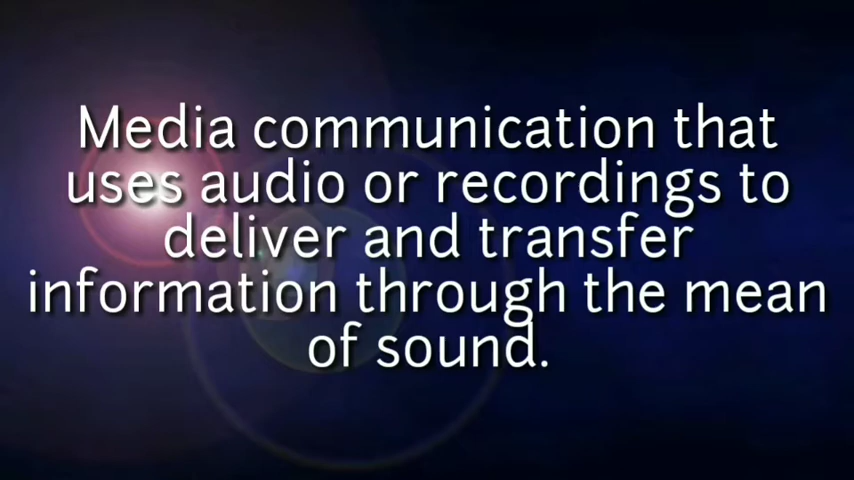 Media communication that
uses audio or recordings to
deliver and transfer
information through the mean
of sound.